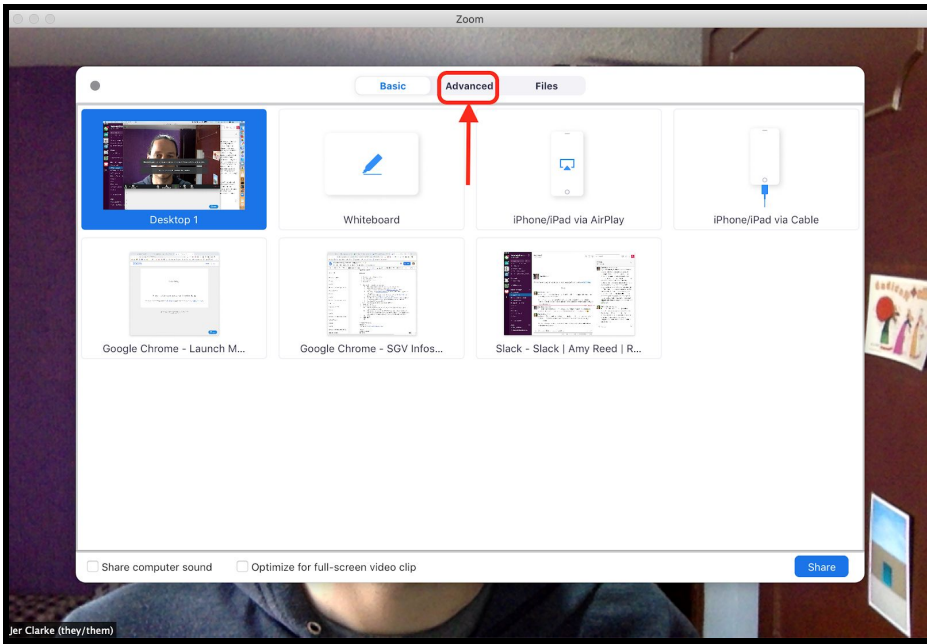 Zoom
Basic
Advanced
Files
Desktop 1
Whiteboard
iPhone/iPad via AirPlay
iPhone/iPad via Cable
Google Chrome - Launch M...
Google Chrome - SGV Infos...
Slack - Slack | Amy Reed | R...
Share computer sound
Optimize for full-screen video clip
Share
Jer Clarke (they/them)